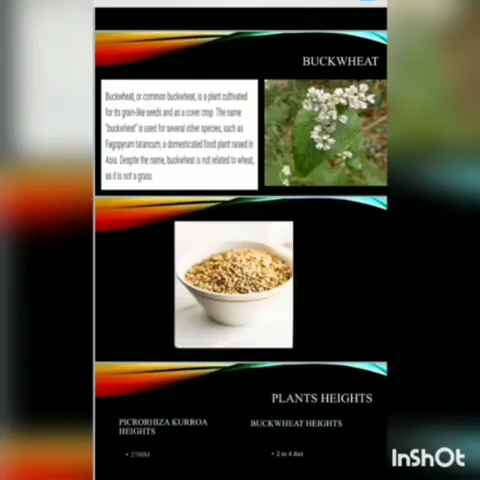 BUCKWHEAT
Buckwheat, or common buckwheat, is a plant cultivated
for its grain-like seeds and as a cover crop. The name
"buckwheat" is used for several other species, such as
Fagopyrum tataricum, a domesticated food plant raised in
Asia. Despite the name, buckwheat is not related to wheat,
as it is not a grass.
PLANTS HEIGHTS
PICRORHIZA KURROA
HEIGHTS
BUCKWHEAT HEIGHTS
• 2 to 4 feet
InShOt